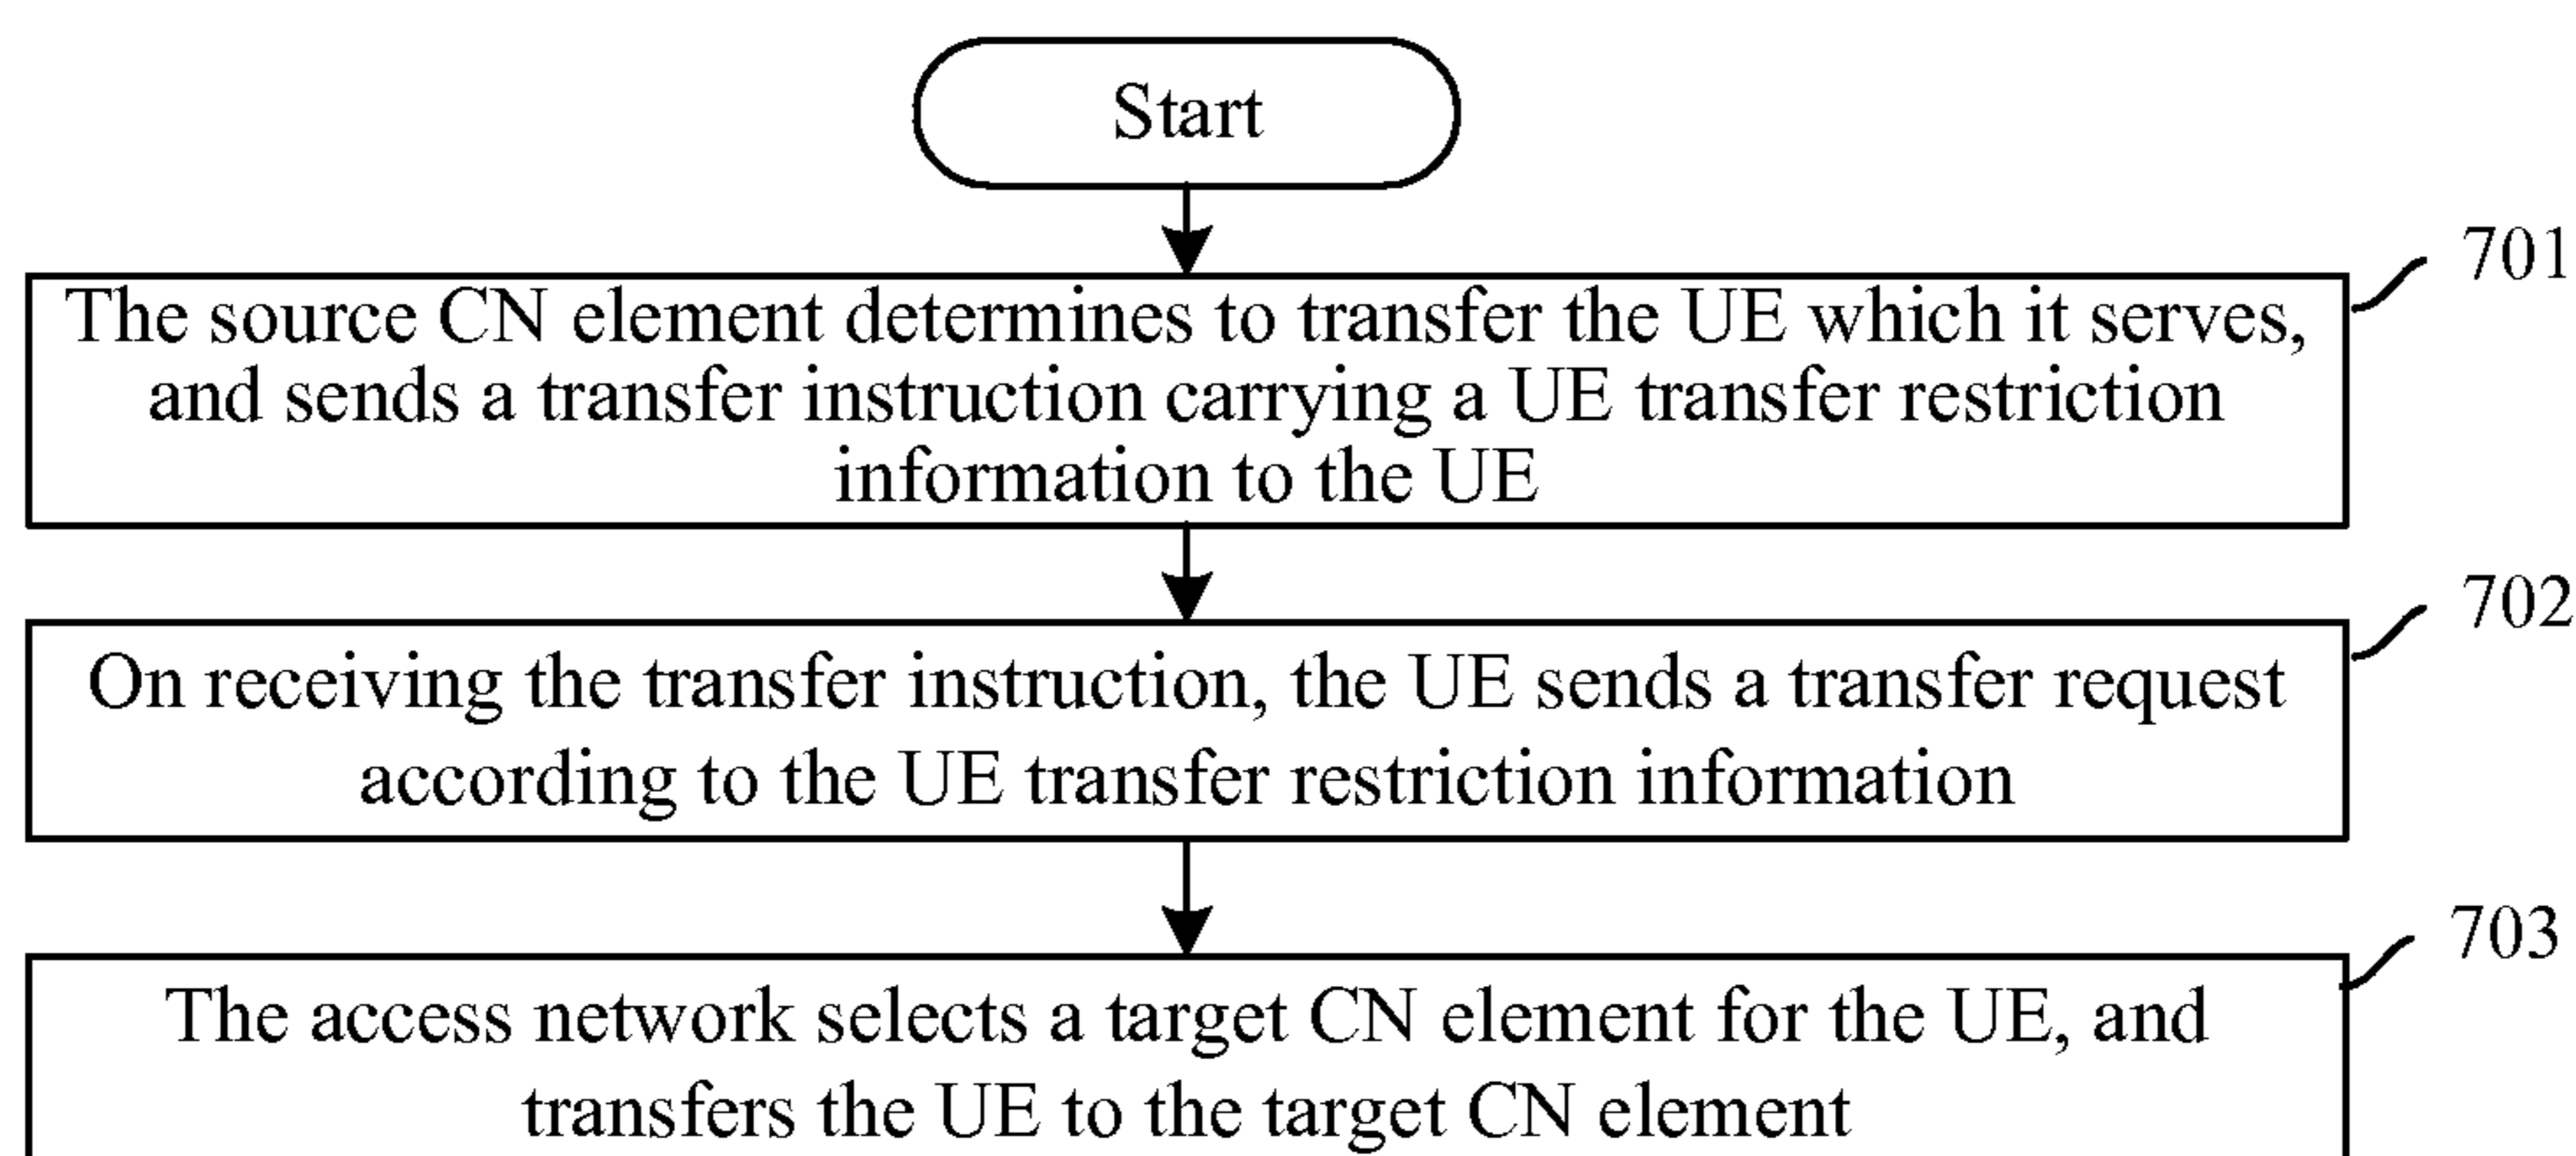 Start
701
The source CN element determines to transfer the UE which it serves,
and sends a transfer instruction carrying a UE transfer restriction
information to the UE
702
On receiving the transfer instruction, the UE sends a transfer request
according to the UE transfer restriction information
703
The access network selects a target CN element for the UE, and
transfers the UE to the target CN element